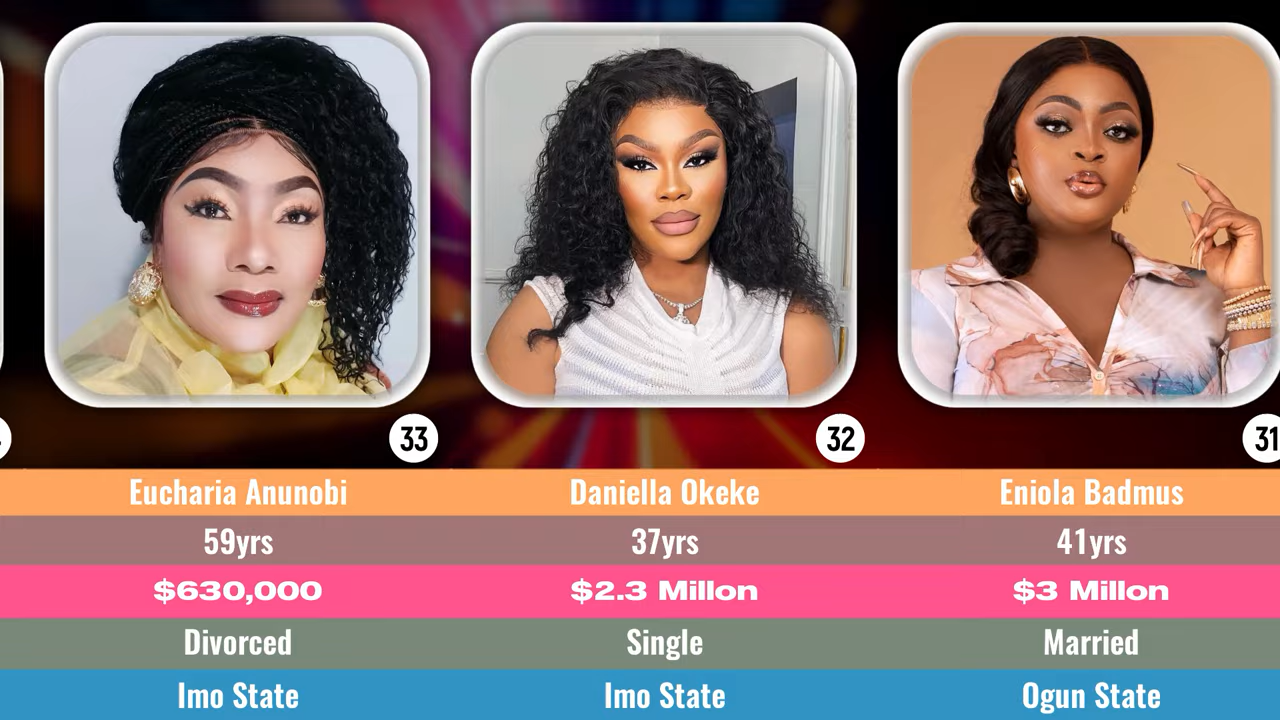 33
32
31
Eucharia Anunobi
Daniella Okeke
Eniola Badmus
59yrs
37yrs
41yrs
$630,000
$2.3 Millon
$3 Millon
Divorced
Single
Married
Imo State
Imo State
Ogun State